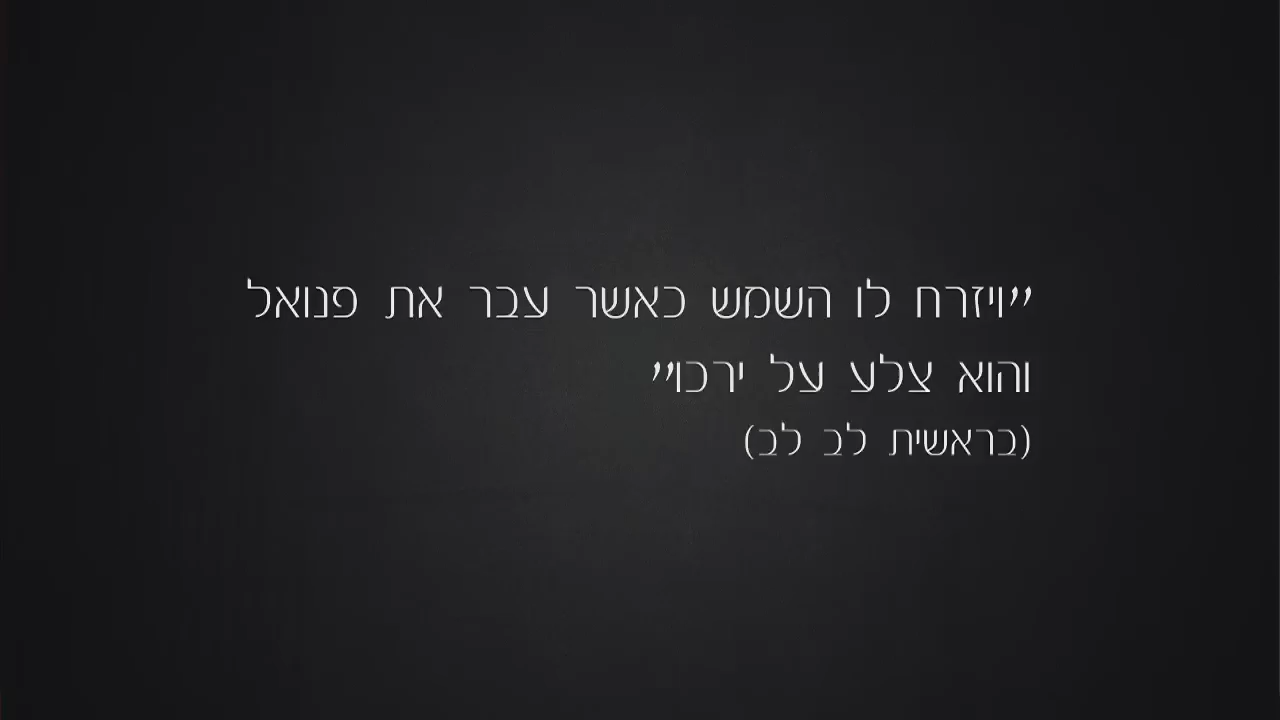 "ויזרח לו השמש כאשר עבר את פנואל
והוא צלע על ירכו"
(בראשית לב לב)